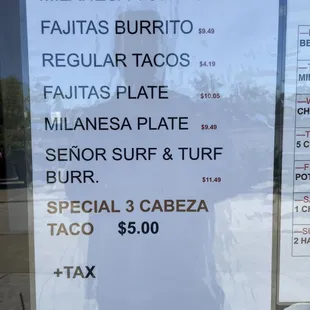 FAJITAS BURRITO $9.49
REGULAR TACOS $4.19
FAJITAS PLATE $10.05
MILANESA PLATE $9.49
SEÑOR SURF & TURF
BURR. $11.49
SPECIAL 3 CABEZA
TACO $5.00
+TAX